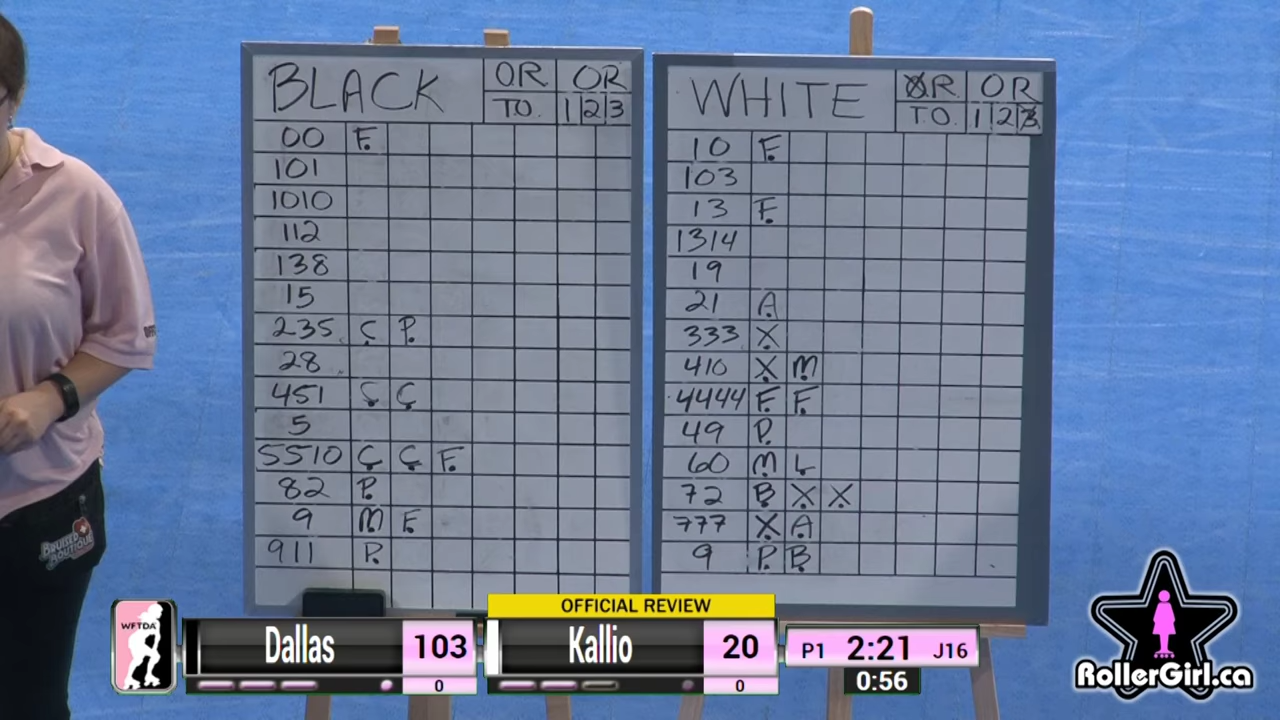 BLACK OR OR
T.O. 1 2 3
00 F
101
1010
112
138
15
235 C P
28
451 C C
5
5510 C C F
82 P
9 M F
911 P
WHITE OR OR
T.O. 1 2 3
10 F
103
13 F
1314
19
21 A
333 X
410 X M
4444 F F
49 P
60 M L
72 B X X
777 X A
9 P B
BRUISED BOUTIQUE
OFFICIAL REVIEW
WFTDA Dallas 103 Kallio 20 P1 2:21 J16
0 0 0:56
RollerGirl.ca